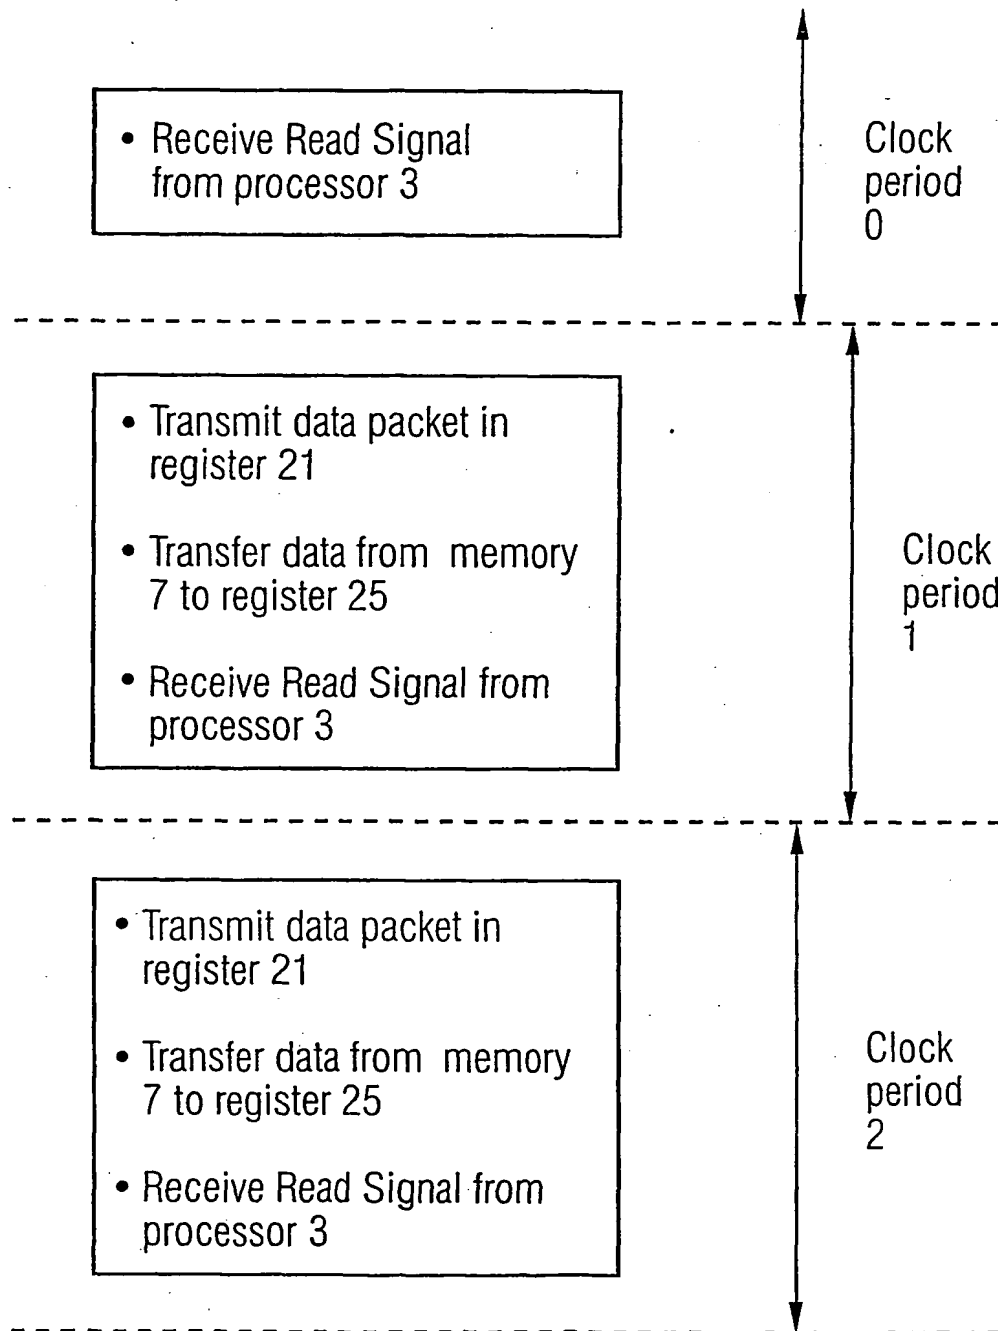 • Receive Read Signal
from processor 3
Clock
period
0
• Transmit data packet in
register 21
• Transfer data from memory
7 to register 25
• Receive Read Signal from
processor 3
Clock
period
1
• Transmit data packet in
register 21
• Transfer data from memory
7 to register 25
• Receive Read Signal from
processor 3
Clock
period
2